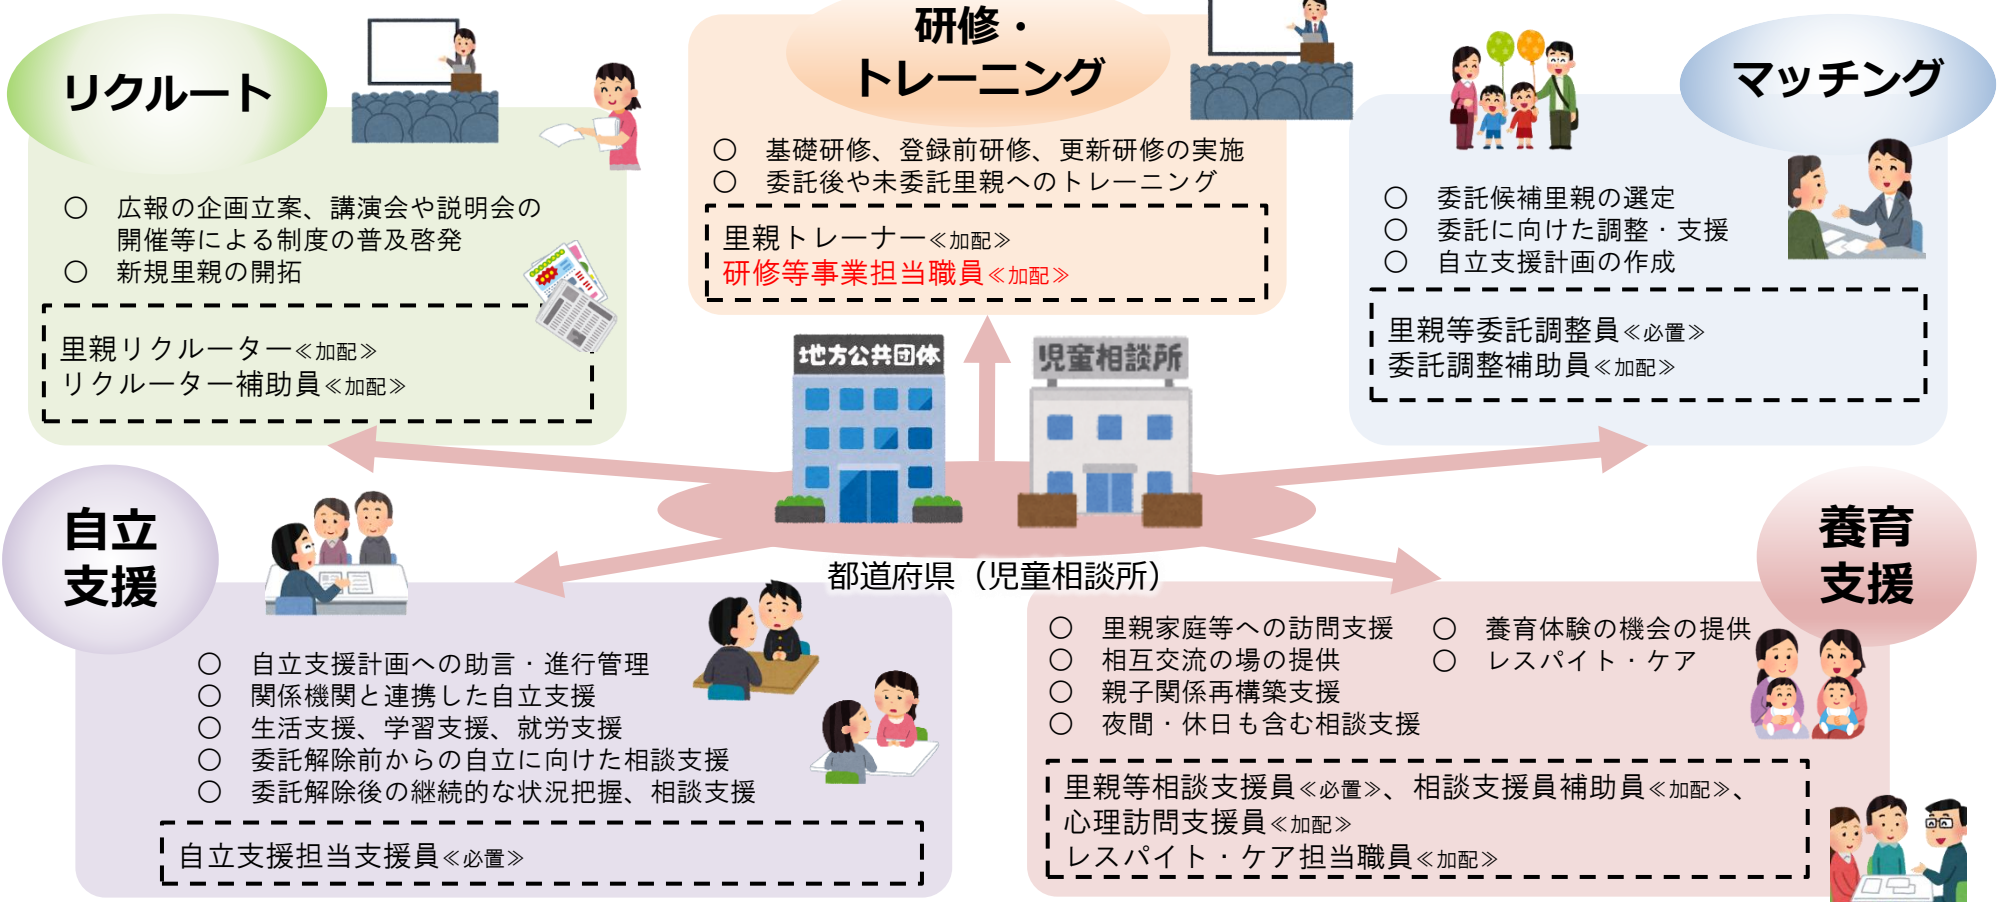 リクルート
○ 広報の企画立案、講演会や説明会の
開催等による制度の普及啓発
○ 新規里親の開拓
里親リクルーター≪加配≫
リクルーター補助員≪加配≫
研修・
トレーニング
○ 基礎研修、登録前研修、更新研修の実施
○ 委託後や未委託里親へのトレーニング
里親トレーナー≪加配≫
研修等事業担当職員≪加配≫
マッチング
○ 委託候補里親の選定
○ 委託に向けた調整・支援
○ 自立支援計画の作成
里親等委託調整員≪必置≫
委託調整補助員≪加配≫
地方公共団体
児童相談所
都道府県（児童相談所）
自立
支援
○ 自立支援計画への助言・進行管理
○ 関係機関と連携した自立支援
○ 生活支援、学習支援、就労支援
○ 委託解除前からの自立に向けた相談支援
○ 委託解除後の継続的な状況把握、相談支援
自立支援担当支援員≪必置≫
養育
支援
○ 里親家庭等への訪問支援
○ 相互交流の場の提供
○ 親子関係再構築支援
○ 夜間・休日も含む相談支援
○ 養育体験の機会の提供
○ レスパイト・ケア
里親等相談支援員≪必置≫、相談支援員補助員≪加配≫、
心理訪問支援員≪加配≫
レスパイト・ケア担当職員≪加配≫